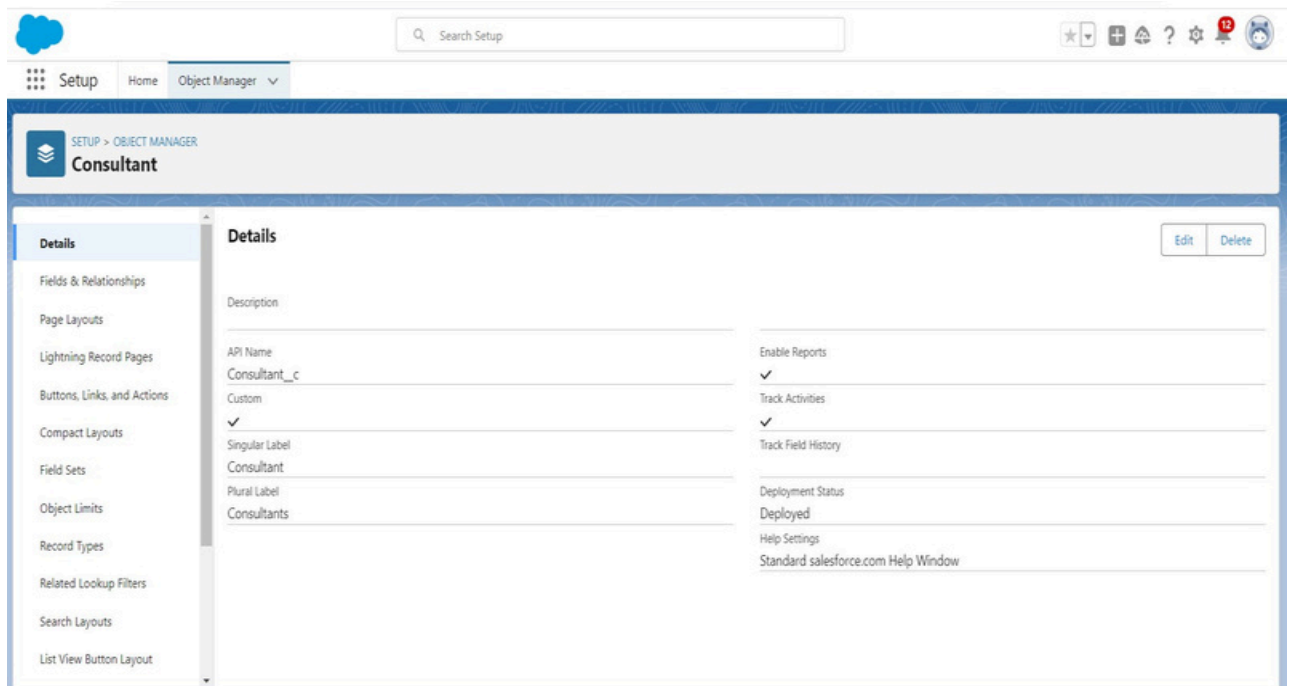 Search Setup
12
Setup Home Object Manager
SETUP > OBJECT MANAGER
Consultant
Details
Fields & Relationships
Page Layouts
Lightning Record Pages
Buttons, Links, and Actions
Compact Layouts
Field Sets
Object Limits
Record Types
Related Lookup Filters
Search Layouts
List View Button Layout
Details
Edit Delete
Description
API Name
Consultant__c
Custom
Singular Label
Consultant
Plural Label
Consultants
Enable Reports
Track Activities
Track Field History
Deployment Status
Deployed
Help Settings
Standard salesforce.com Help Window